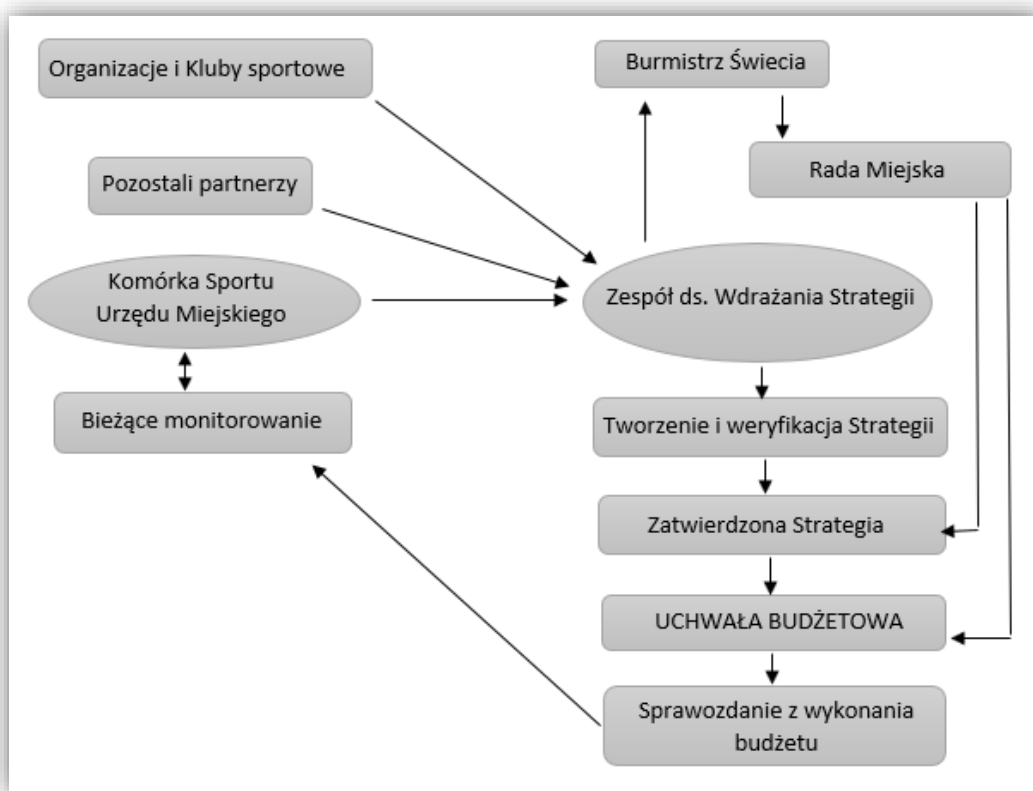 Organizacje i Kluby sportowe
Burmistrz Świecia
Rada Miejska
Pozostali partnerzy
Komórka Sportu
Urzędu Miejskiego
Zespół ds. Wdrażania Strategii
Bieżące monitorowanie
Tworzenie i weryfikacja Strategii
Zatwierdzona Strategia
UCHWAŁA BUDŻETOWA
Sprawozdanie z wykonania
budżetu